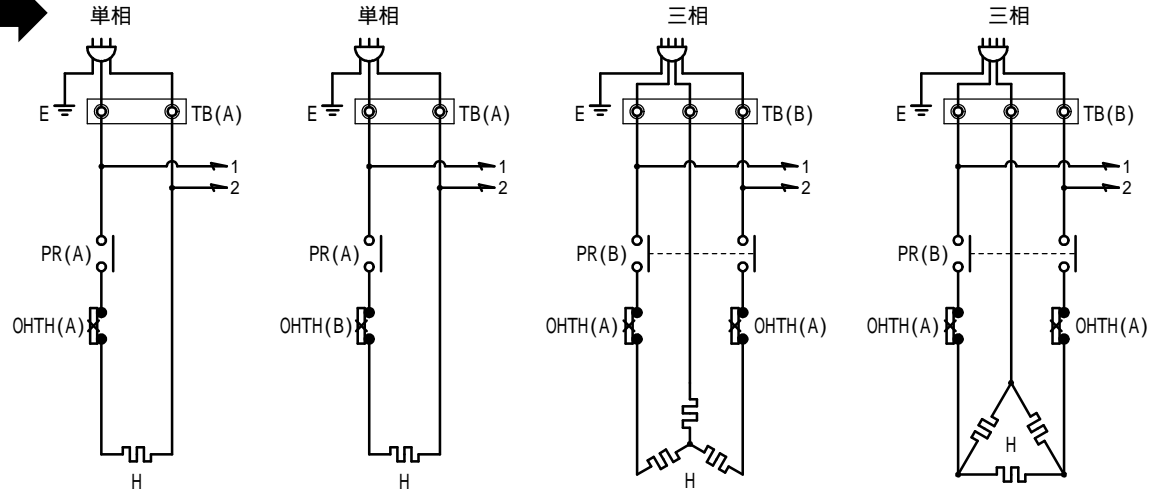 単相
単相
三相
三相
E
TB(A)
E
TB(A)
E
TB(B)
E
TB(B)
1
1
1
1
2
2
2
2
PR(A)
PR(A)
PR(B)
PR(B)
OHTH(A)
OHTH(B)
OHTH(A)
OHTH(A)
OHTH(A)
OHTH(A)
H
H
H
H